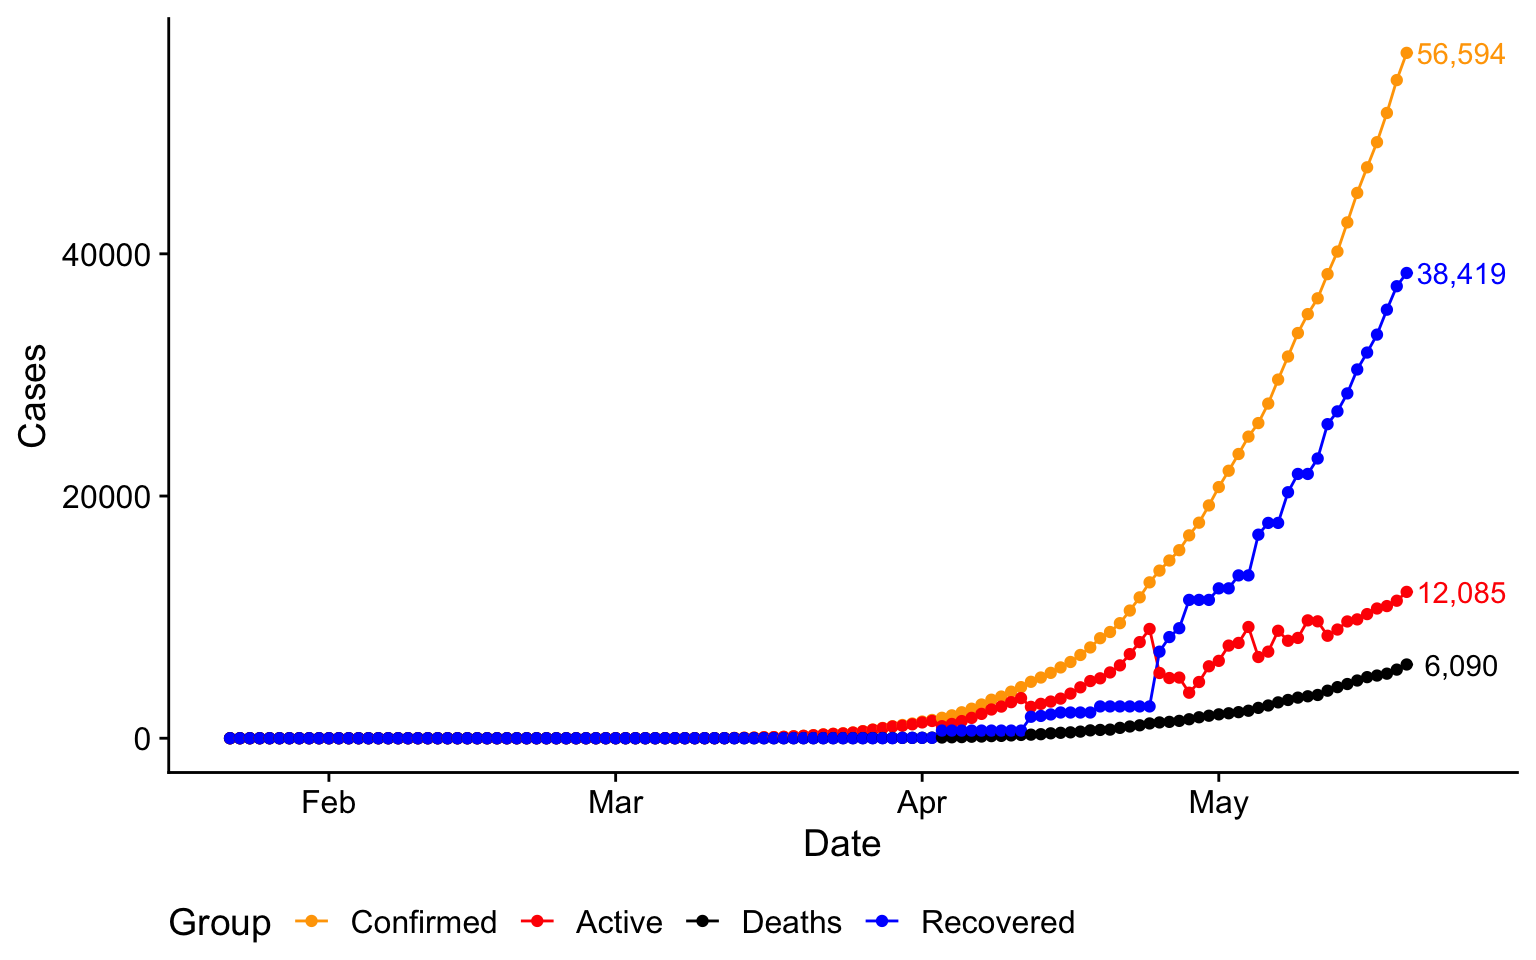 56,594
40000
38,419
Cases
20000
12,085
6,090
0
Feb Mar Apr May
Date
Group Confirmed Active Deaths Recovered